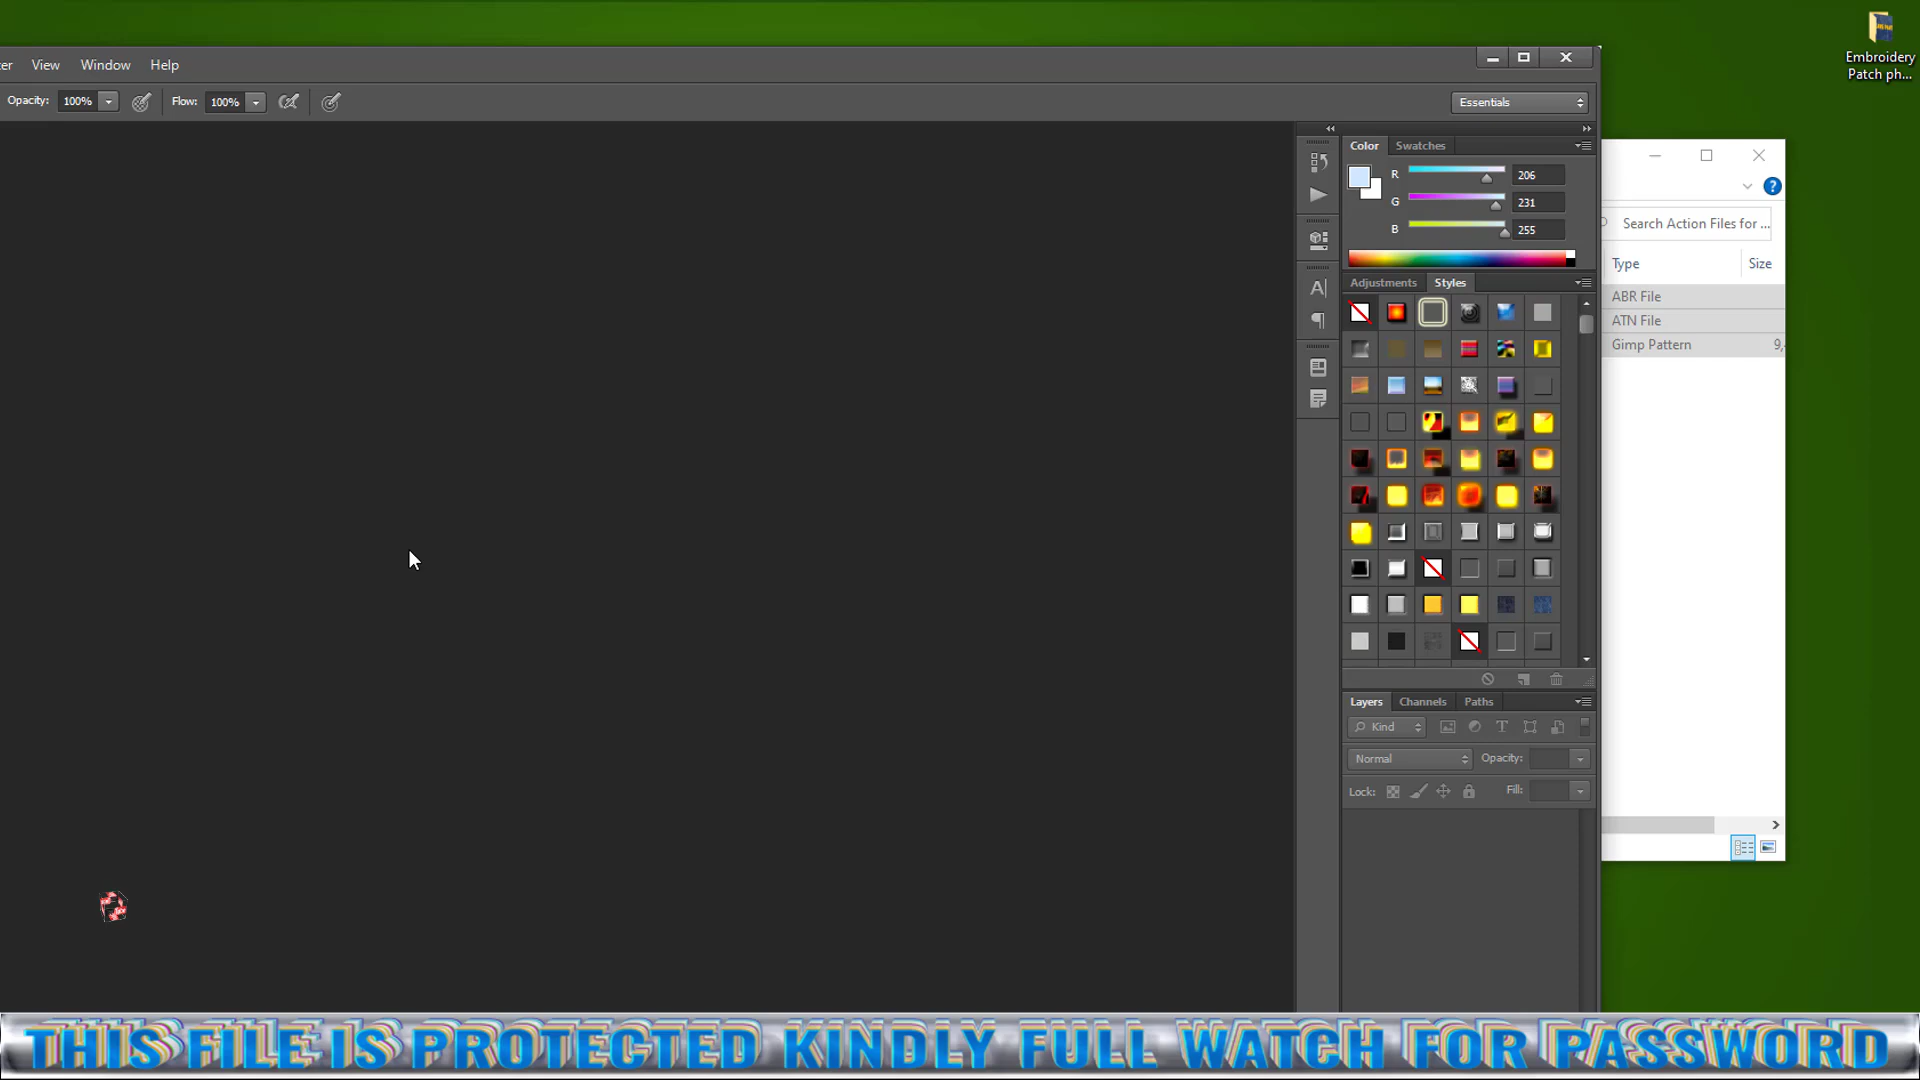 View Window Help
Opacity: 100% Flow: 100% Essentials
Embroidery
Patch ph...
Color Swatches
R 206
G 231
B 255
Adjustments Styles
Search Action Files for ...
Type Size
ABR File
ATN File
Gimp Pattern
Layers Channels Paths
Kind
Normal Opacity:
Lock: Fill:
THIS FILE IS PROTECTED KINDLY FULL WATCH FOR PASSWORD